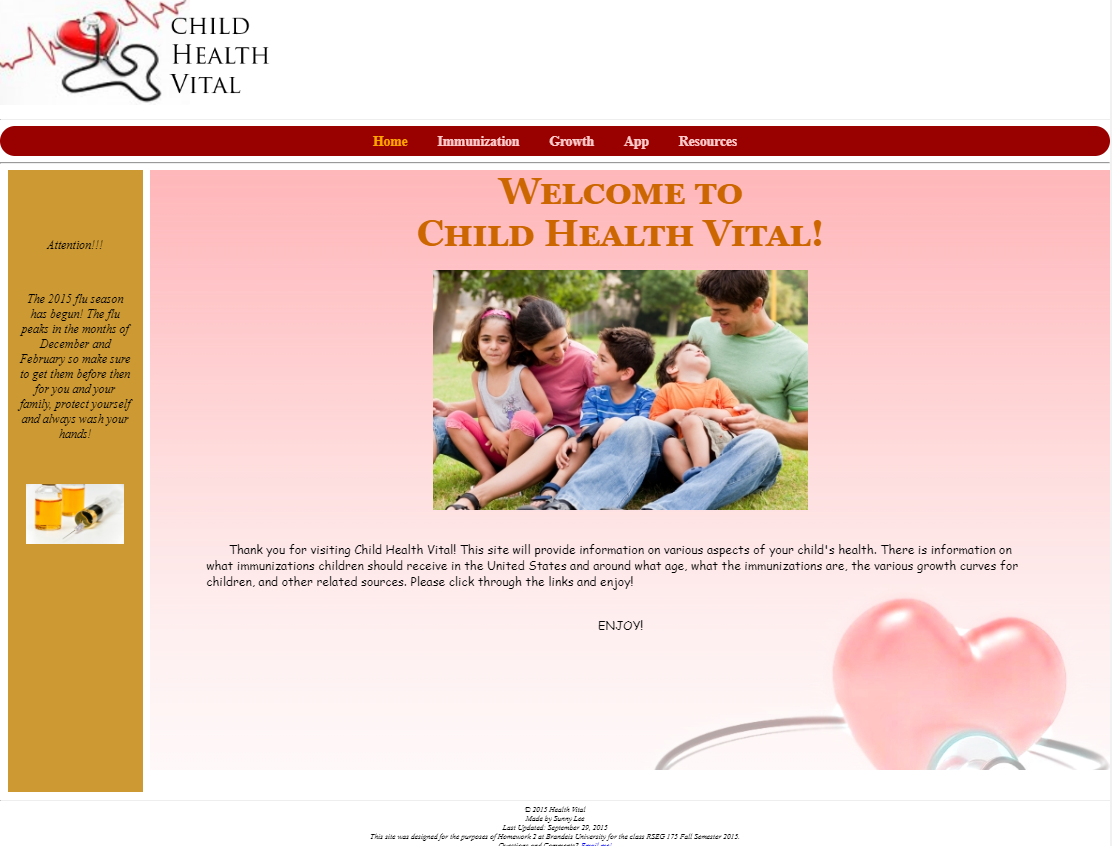 CHILD
HEALTH
VITAL
Home Immunization Growth App Resources
Attention!!!
The 2015 flu season
has begun! The flu
peaks in the months of
December and
February so make sure
to get them before then
for you and your
family, protect yourself
and always wash your
hands!
WELCOME TO
CHILD HEALTH VITAL!
Thank you for visiting Child Health Vital! This site will provide information on various aspects of your child's health. There is information on
what immunizations children should receive in the United States and around what age, what the immunizations are, the various growth curves for
children, and other related sources. Please click through the links and enjoy!
ENJOY!
© 2015 Health Vital
Made by Sunny Lee
Last Updated: September 29, 2015
This site was designed for the purposes of Homework 2 at Brandeis University for the class RSEG 175 Fall Semester 2015.
Questions and Comments? Email me!